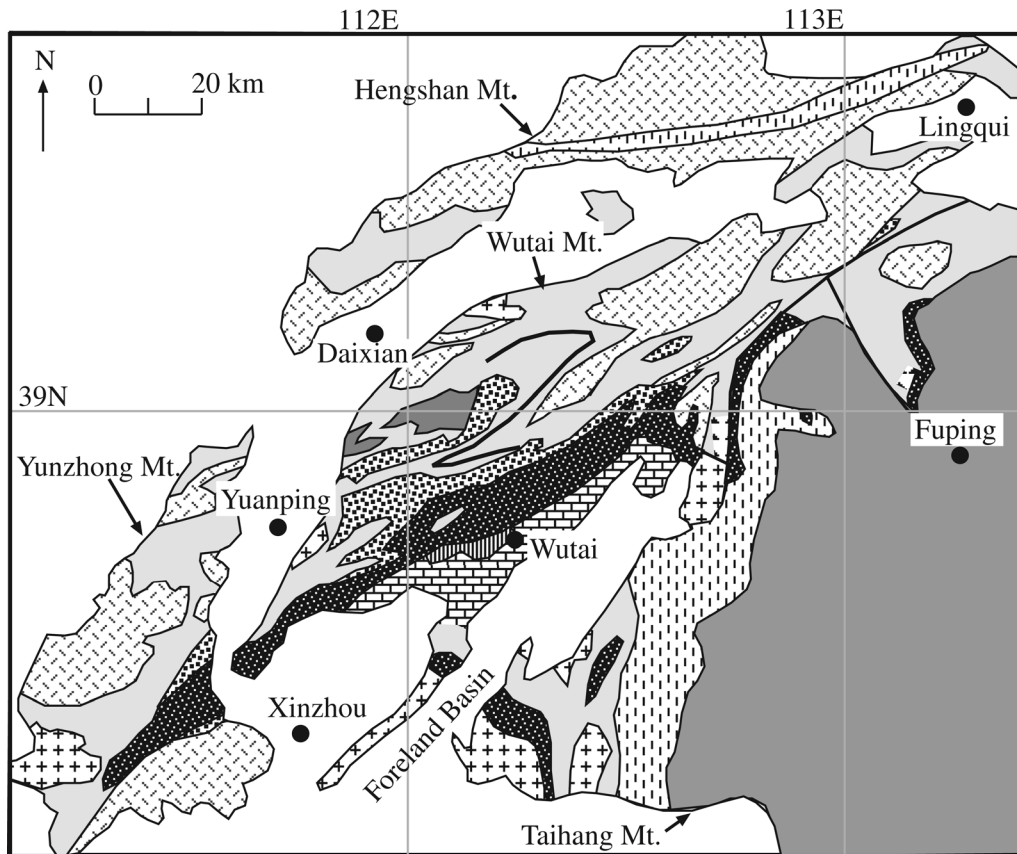 112E
113E
N
0
20 km
Hengshan Mt.
Lingqui
Wutai Mt.
Daixian
39N
Fuping
Yunzhong Mt.
Yuanping
Wutai
Xinzhou
Foreland Basin
Taihang Mt.